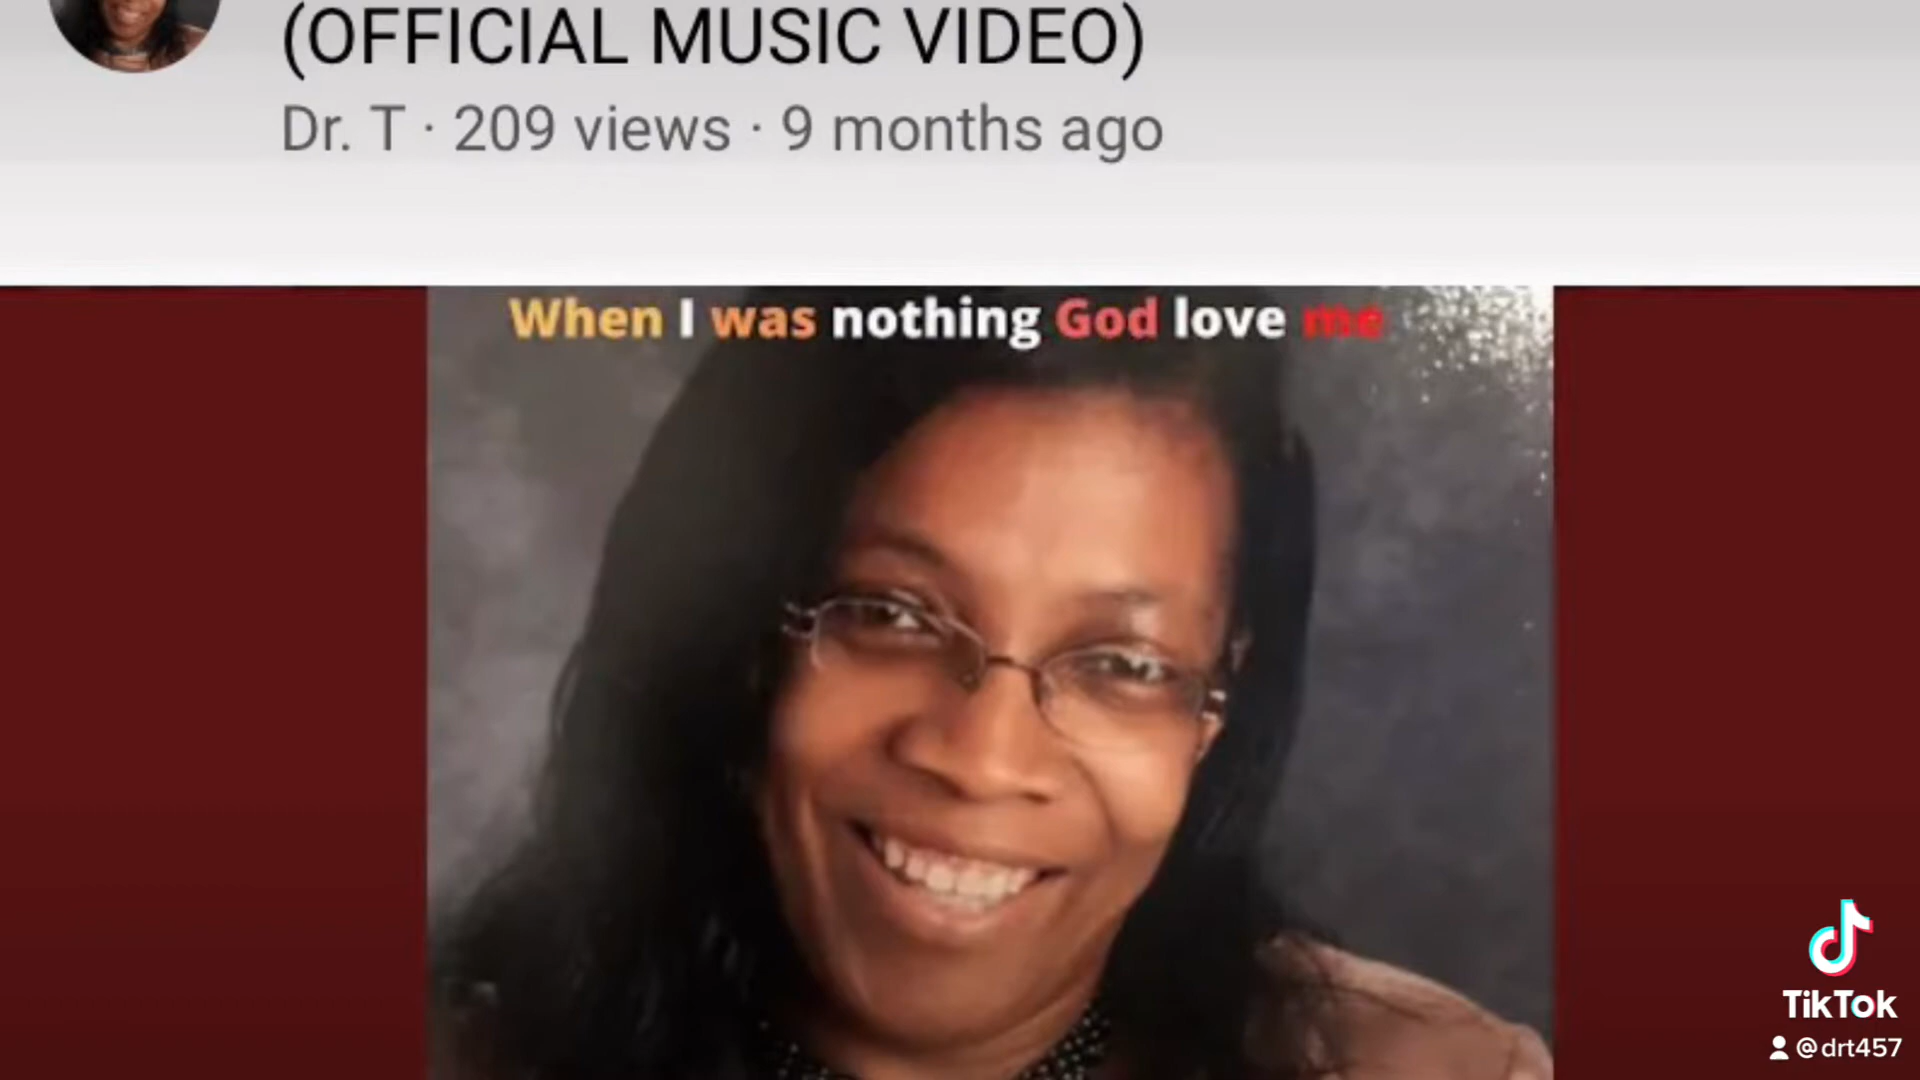 (OFFICIAL MUSIC VIDEO)
Dr. T · 209 views · 9 months ago
When I was nothing God love me
TikTok
@drt457